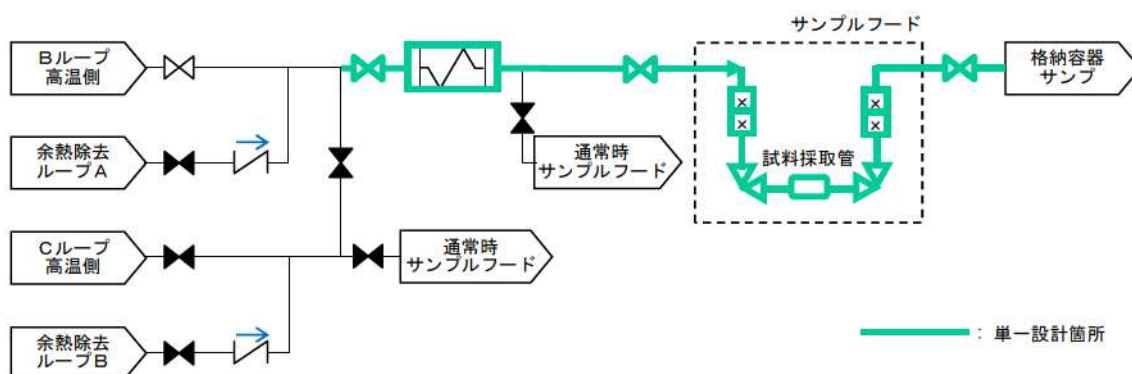 サンプルフード
Bループ
高温側
格納容器
サンプ
余熱除去
ループA
通常時
サンプルフード
試料採取管
Cループ
高温側
通常時
サンプルフード
余熱除去
ループB
: 単一設計箇所